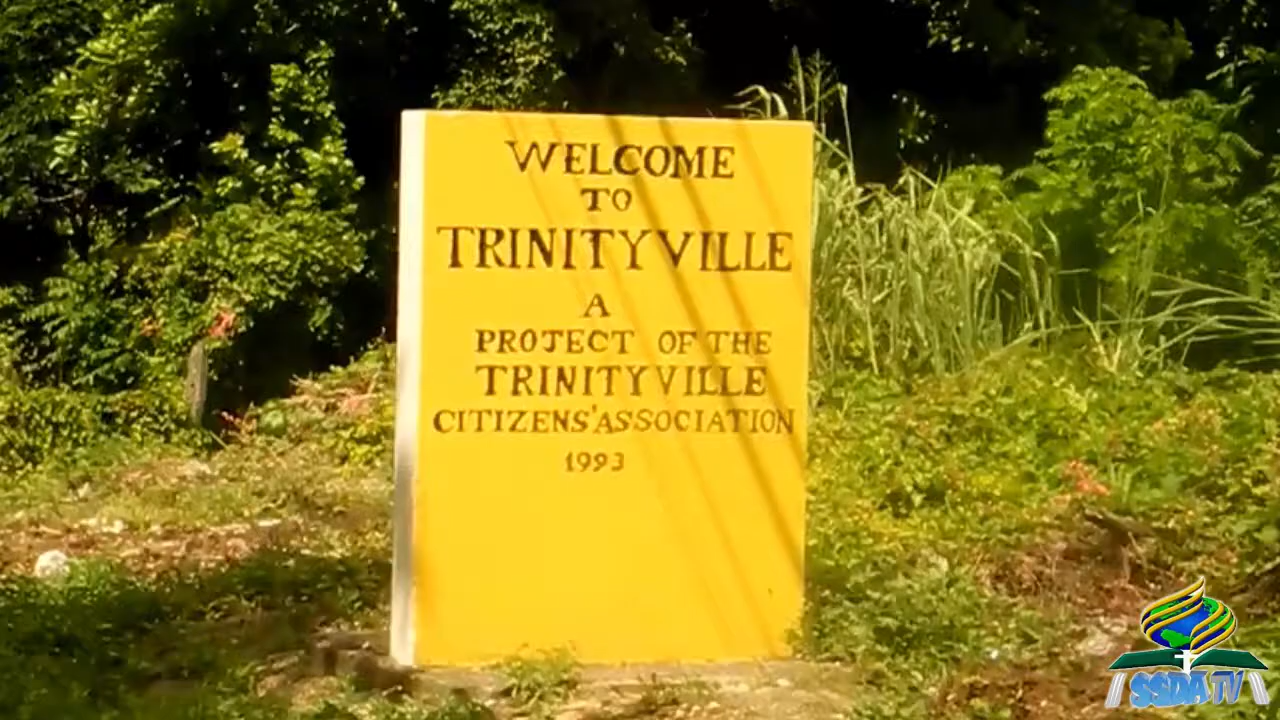 WELCOME
TO
TRINITYVILLE
A
PROJECT OF THE
TRINITYVILLE
CITIZENS' ASSOCIATION
1993
SSDA TV